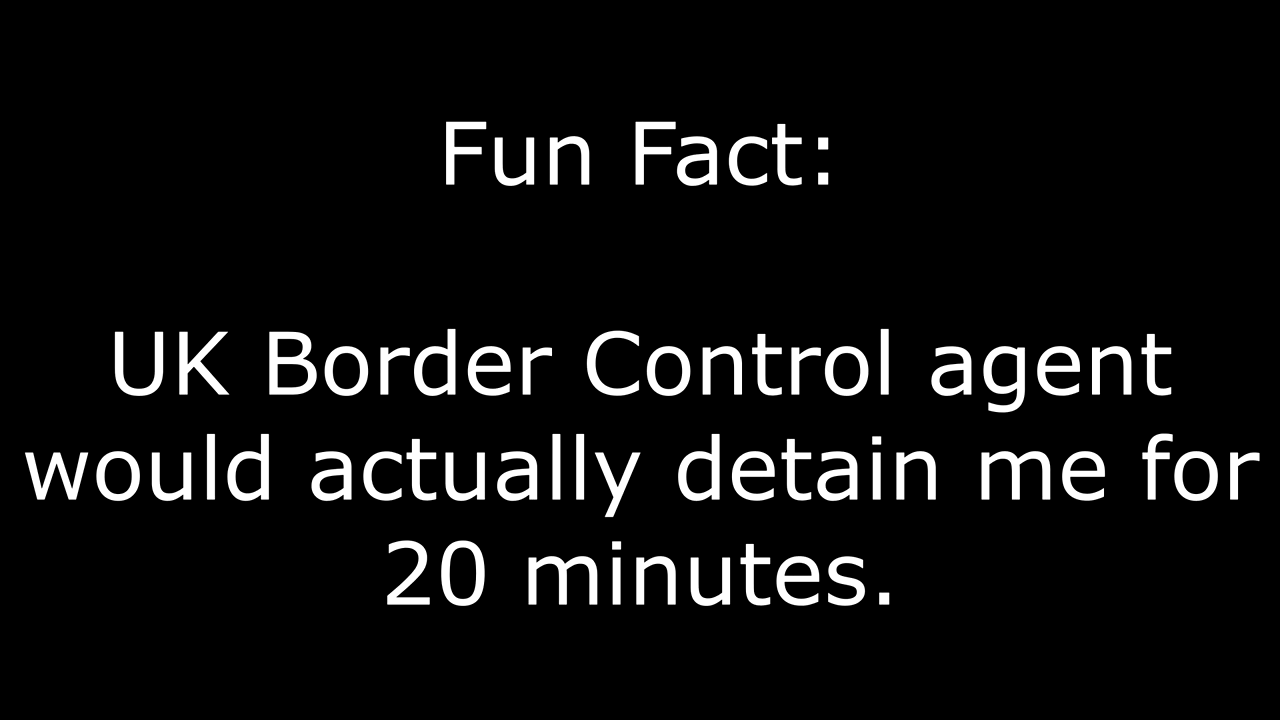 Fun Fact:
UK Border Control agent
would actually detain me for
20 minutes.